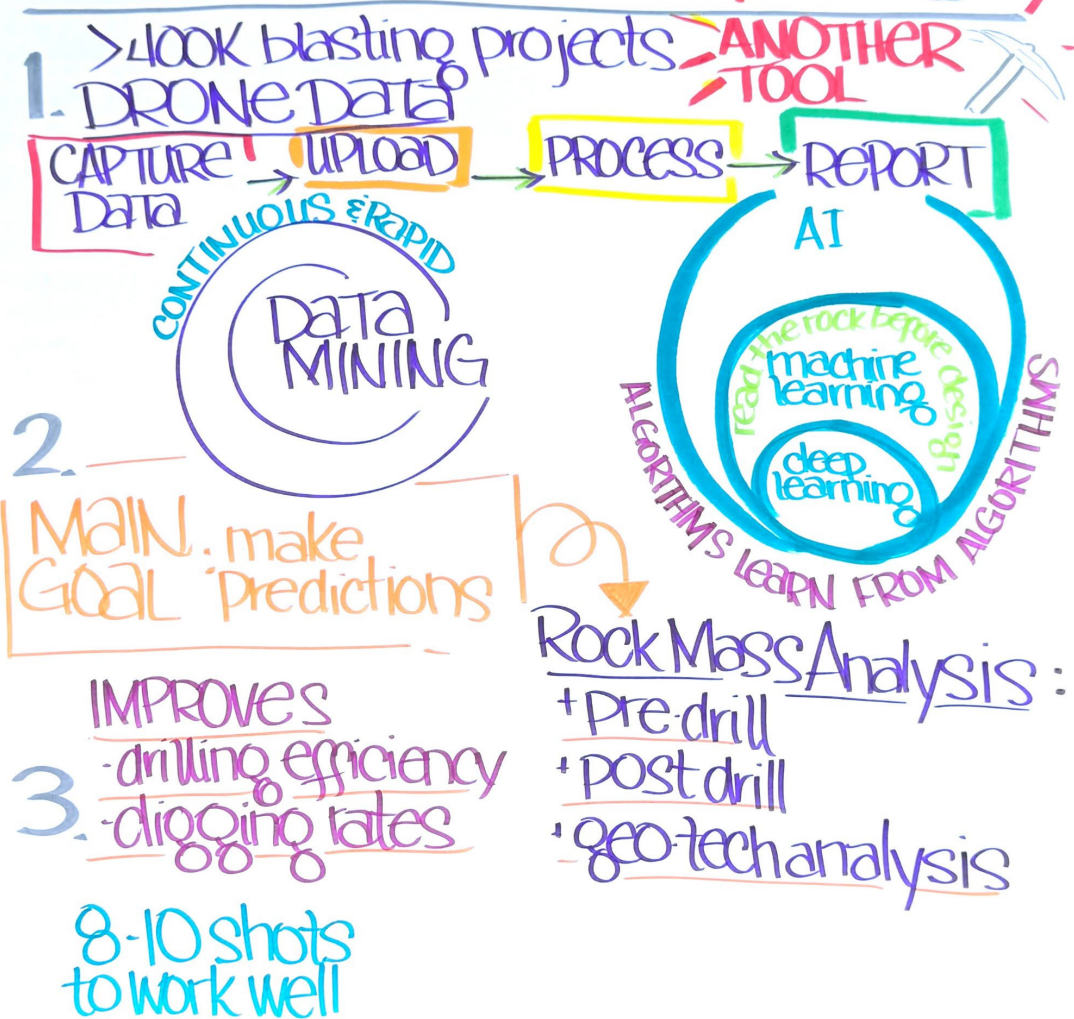 1.
>400K blasting projects
DRONE DATA
ANOTHER
TOOL
CAPTURE
DATA
UPLOAD
PROCESS
REPORT
CONTINUOUS & RAPID
DATA
MINING
AI
read the rock before design
machine
learning
deep
learning
ALGORITHMS LEARN FROM ALGORITHMS
2.
MAIN
GOAL
. make
predictions
Rock Mass Analysis:
+ pre-drill
+ post drill
+ geo-tech analysis
3.
IMPROVES
- drilling efficiency
- digging rates
8-10 shots
to work well